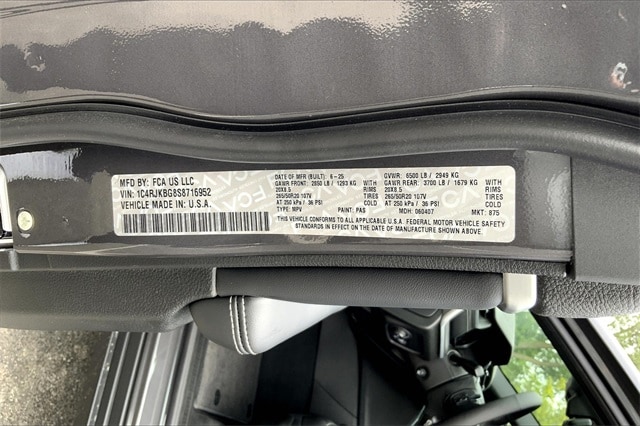 MFD BY: FCA US LLC
VIN: 1C4RJKBG8S8716952
VEHICLE MADE IN: U.S.A.
DATE OF MFR (BUILT): 6-25
GAWR FRONT: 2850 LB / 1293 KG
20X8.5
265/50R20 107V
AT 250 kPa / 36 PSI
TYPE: MPV
RIMS
TIRES
COLD
PAINT: PAS
GVWR: 6500 LB / 2949 KG
GAWR REAR: 3700 LB / 1679 KG
20X8.5
265/50R20 107V
AT 250 kPa / 36 PSI
MDH: 060407
RIMS
TIRES
COLD
MKT: 875
THIS VEHICLE CONFORMS TO ALL APPLICABLE U.S.A. FEDERAL MOTOR VEHICLE SAFETY
STANDARDS IN EFFECT ON THE DATE OF MANUFACTURE SHOWN ABOVE.